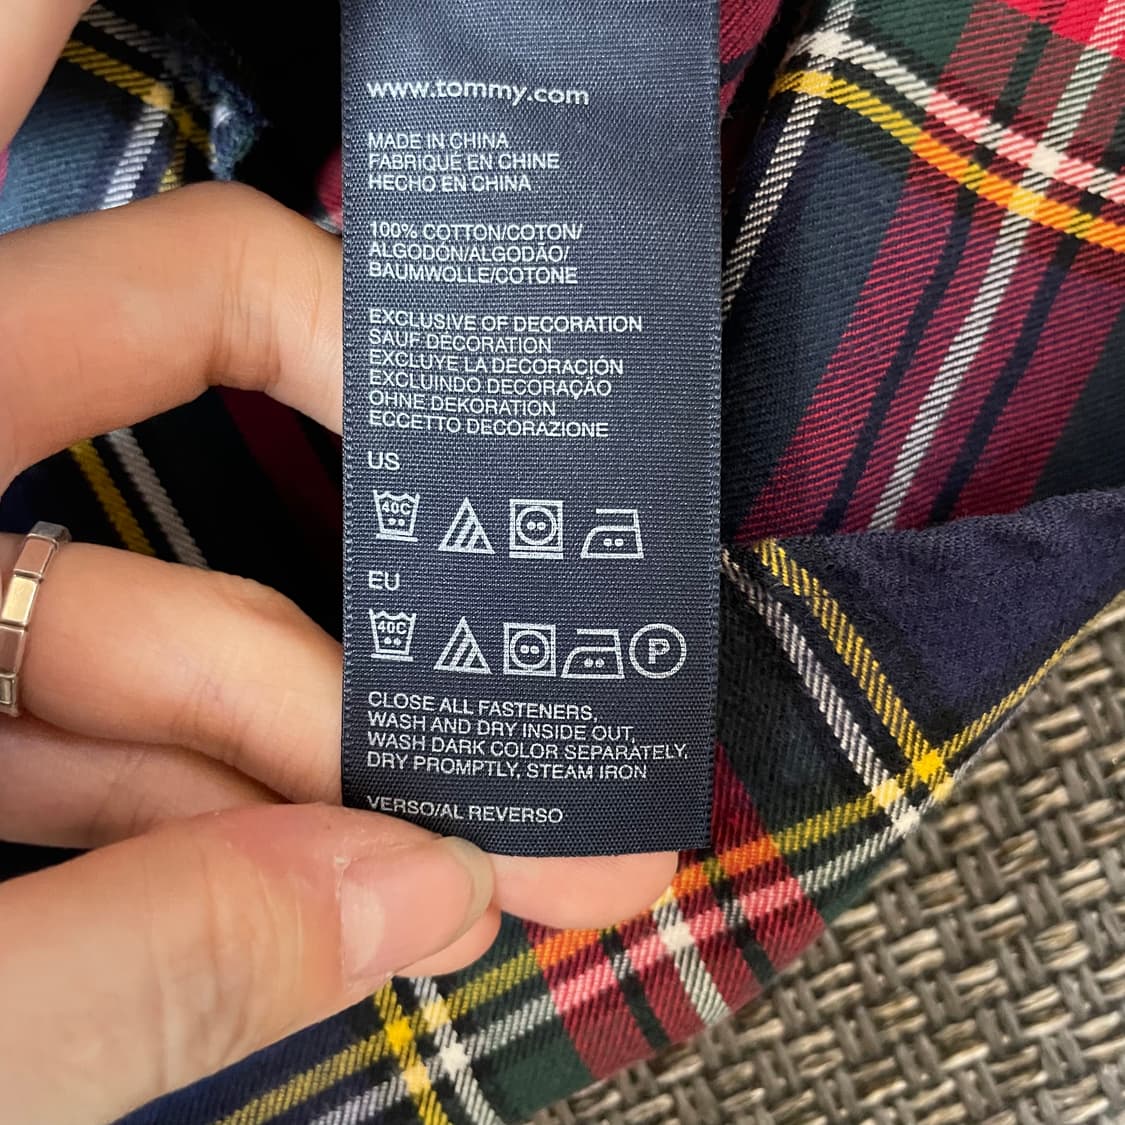 www.tommy.com
MADE IN CHINA
FABRIQUE EN CHINE
HECHO EN CHINA
100% COTTON/COTON/
ALGODÓN/ALGODÃO/
BAUMWOLLE/COTONE
EXCLUSIVE OF DECORATION
SAUF DECORATION
EXCLUYE LA DECORACIÓN
EXCLUINDO DECORAÇÃO
OHNE DEKORATION
ECCETTO DECORAZIONE
US
40C
EU
40C P
CLOSE ALL FASTENERS,
WASH AND DRY INSIDE OUT,
WASH DARK COLOR SEPARATELY,
DRY PROMPTLY, STEAM IRON
VERSO/AL REVERSO